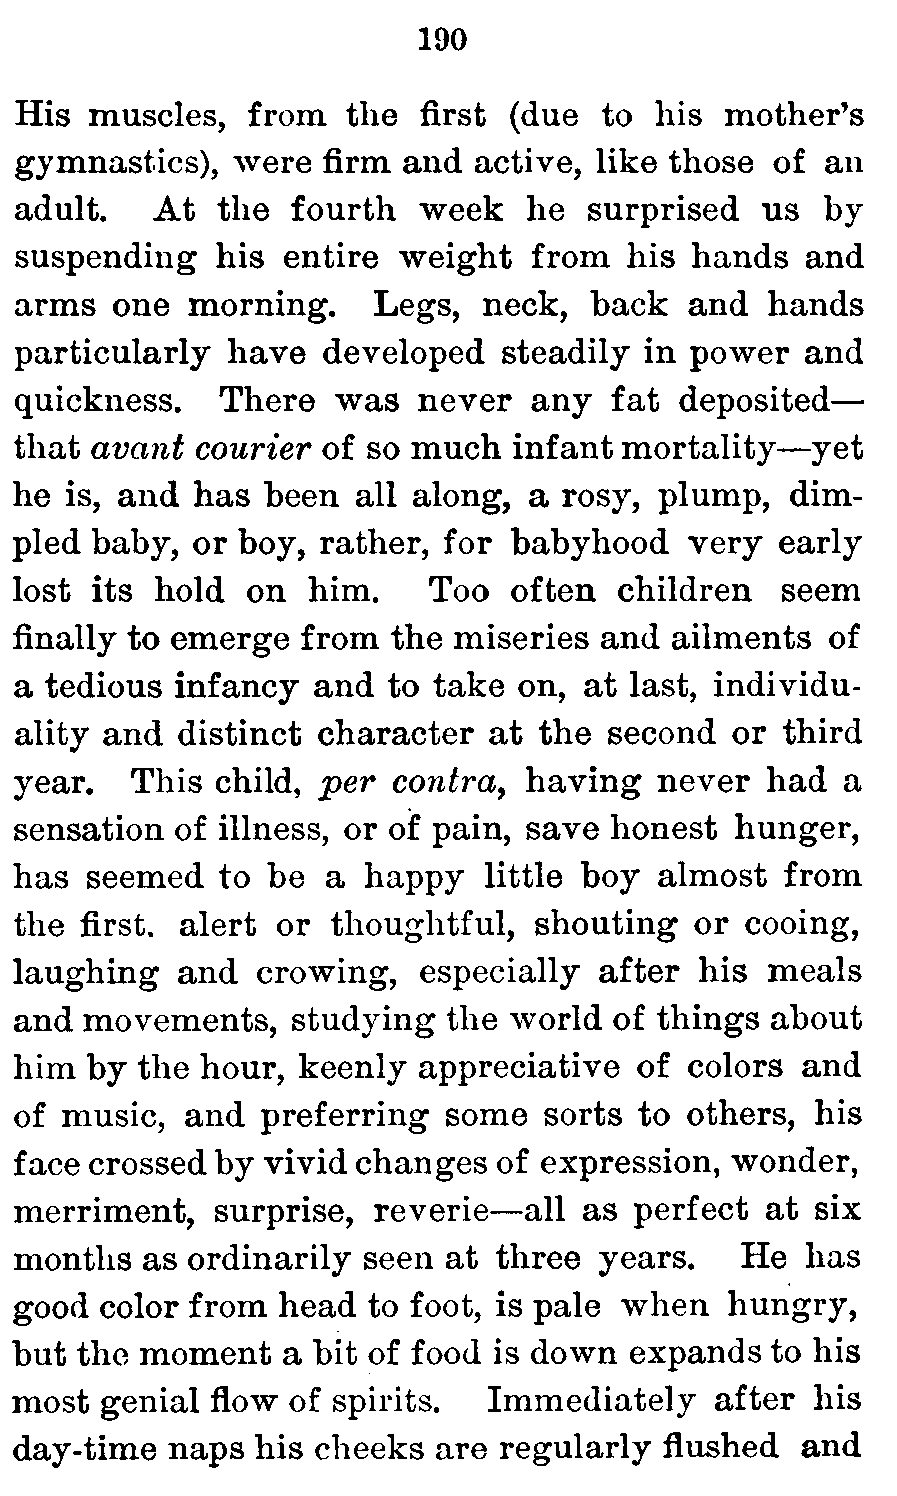 190
His muscles, from the first (due to his mother's
gymnastics), were firm and active, like those of an
adult. At the fourth week he surprised us by
suspending his entire weight from his hands and
arms one morning. Legs, neck, back and hands
particularly have developed steadily in power and
quickness. There was never any fat deposited—
that avant courier of so much infant mortality—yet
he is, and has been all along, a rosy, plump, dim-
pled baby, or boy, rather, for babyhood very early
lost its hold on him. Too often children seem
finally to emerge from the miseries and ailments of
a tedious infancy and to take on, at last, individu-
ality and distinct character at the second or third
year. This child, per contra, having never had a
sensation of illness, or of pain, save honest hunger,
has seemed to be a happy little boy almost from
the first. alert or thoughtful, shouting or cooing,
laughing and crowing, especially after his meals
and movements, studying the world of things about
him by the hour, keenly appreciative of colors and
of music, and preferring some sorts to others, his
face crossed by vivid changes of expression, wonder,
merriment, surprise, reverie—all as perfect at six
months as ordinarily seen at three years. He has
good color from head to foot, is pale when hungry,
but the moment a bit of food is down expands to his
most genial flow of spirits. Immediately after his
day-time naps his cheeks are regularly flushed and